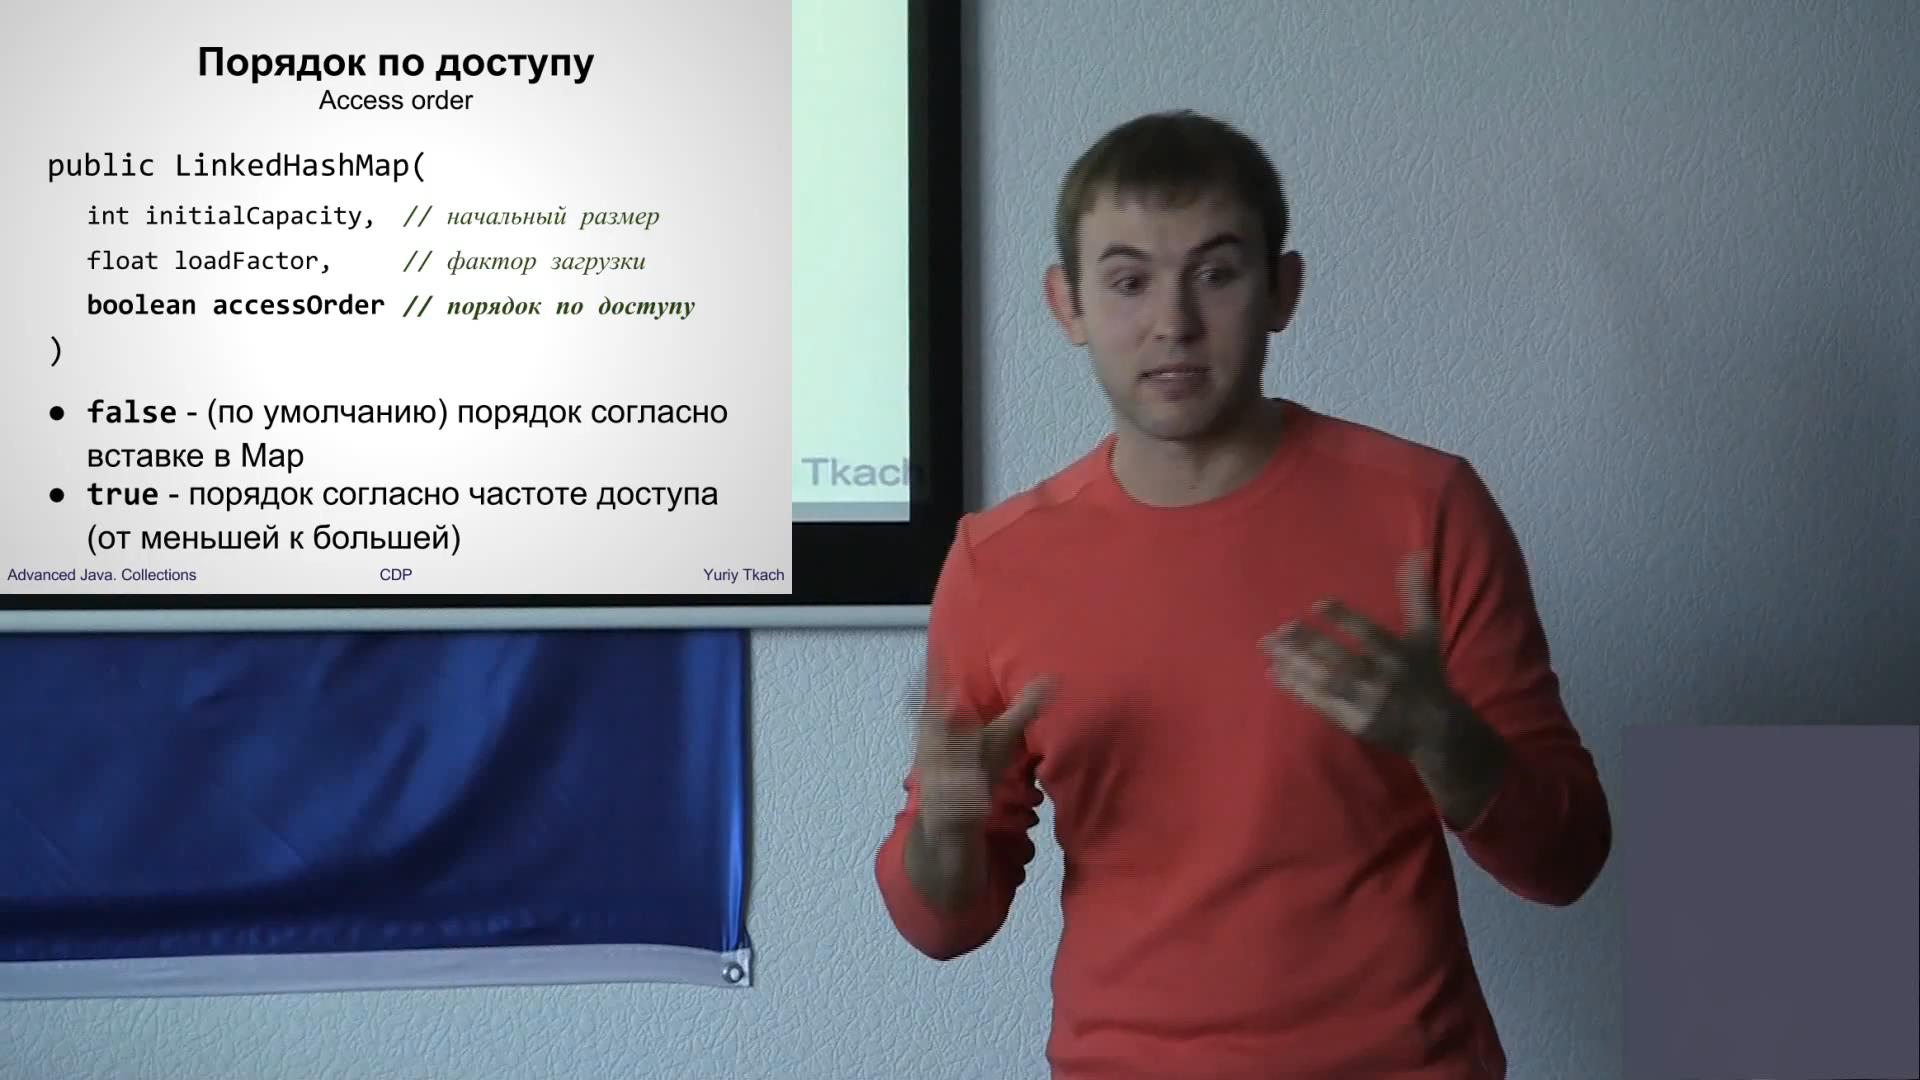 Порядок по доступу
Access order
public LinkedHashMap(
int initialCapacity, // начальный размер
float loadFactor, // фактор загрузки
boolean accessOrder // порядок по доступу
)
● false - (по умолчанию) порядок согласно
вставке в Map
● true - порядок согласно частоте доступа
(от меньшей к большей)
Advanced Java. Collections CDP Yuriy Tkach
Tkach